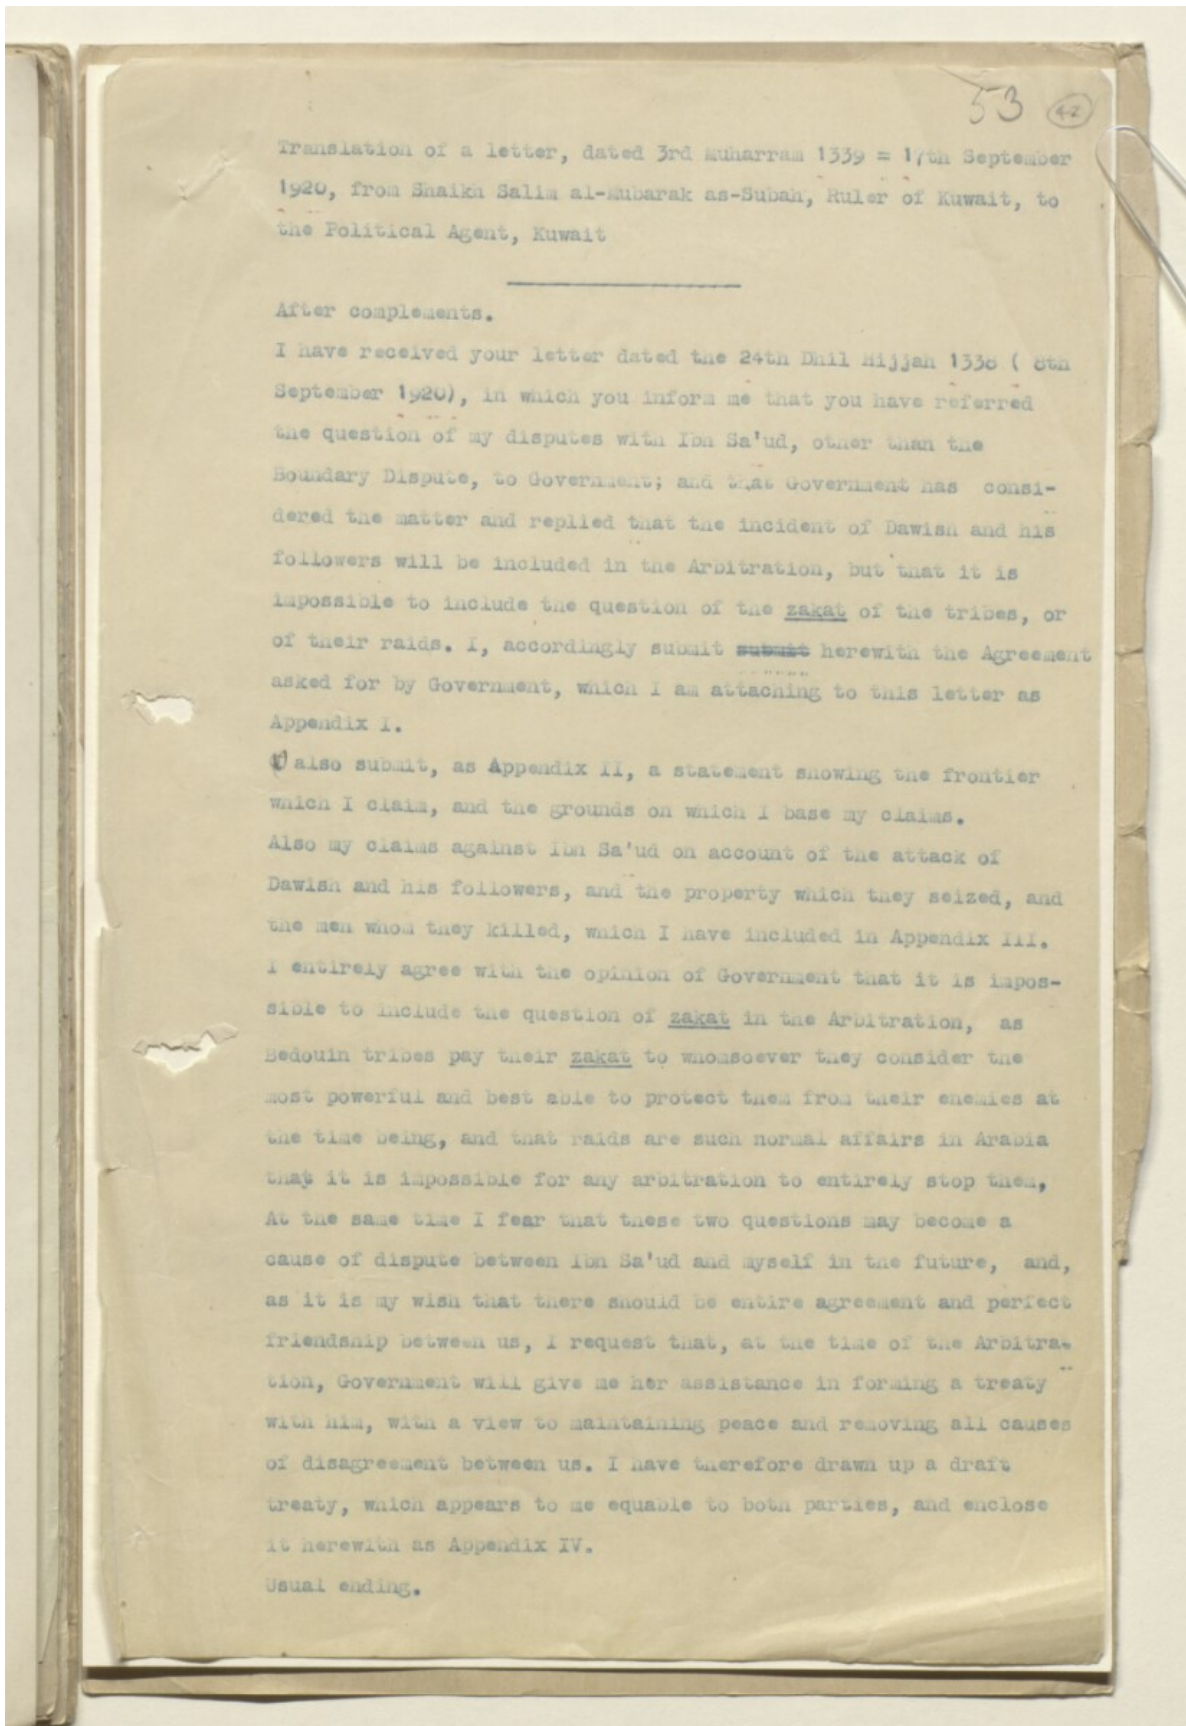 53 42
Translation of a letter, dated 3rd Muharram 1339 = 17th September
1920, from Shaikh Salim al-Mubarak as-Subah, Ruler of Kuwait, to
the Political Agent, Kuwait
After complements.
I have received your letter dated the 24th Dhil Hijjah 1338 ( 8th
September 1920), in which you inform me that you have referred
the question of my disputes with Ibn Sa'ud, other than the
Boundary Dispute, to Government; and that Government has consi-
dered the matter and replied that the incident of Dawish and his
followers will be included in the Arbitration, but that it is
impossible to include the question of the zakat of the tribes, or
of their raids. I, accordingly submit submit herewith the Agreement
asked for by Government, which I am attaching to this letter as
Appendix I.
I also submit, as Appendix II, a statement showing the frontier
which I claim, and the grounds on which I base my claims.
Also my claims against Ibn Sa'ud on account of the attack of
Dawish and his followers, and the property which they seized, and
the men whom they killed, which I have included in Appendix III.
I entirely agree with the opinion of Government that it is impos-
sible to include the question of zakat in the Arbitration, as
Bedouin tribes pay their zakat to whomsoever they consider the
most powerful and best able to protect them from their enemies at
the time being, and that raids are such normal affairs in Arabia
that it is impossible for any arbitration to entirely stop them,
At the same time I fear that these two questions may become a
cause of dispute between Ibn Sa'ud and myself in the future, and,
as it is my wish that there should be entire agreement and perfect
friendship between us, I request that, at the time of the Arbitra-
tion, Government will give me her assistance in forming a treaty
with him, with a view to maintaining peace and removing all causes
of disagreement between us. I have therefore drawn up a draft
treaty, which appears to me equable to both parties, and enclose
it herewith as Appendix IV.
Usual ending.